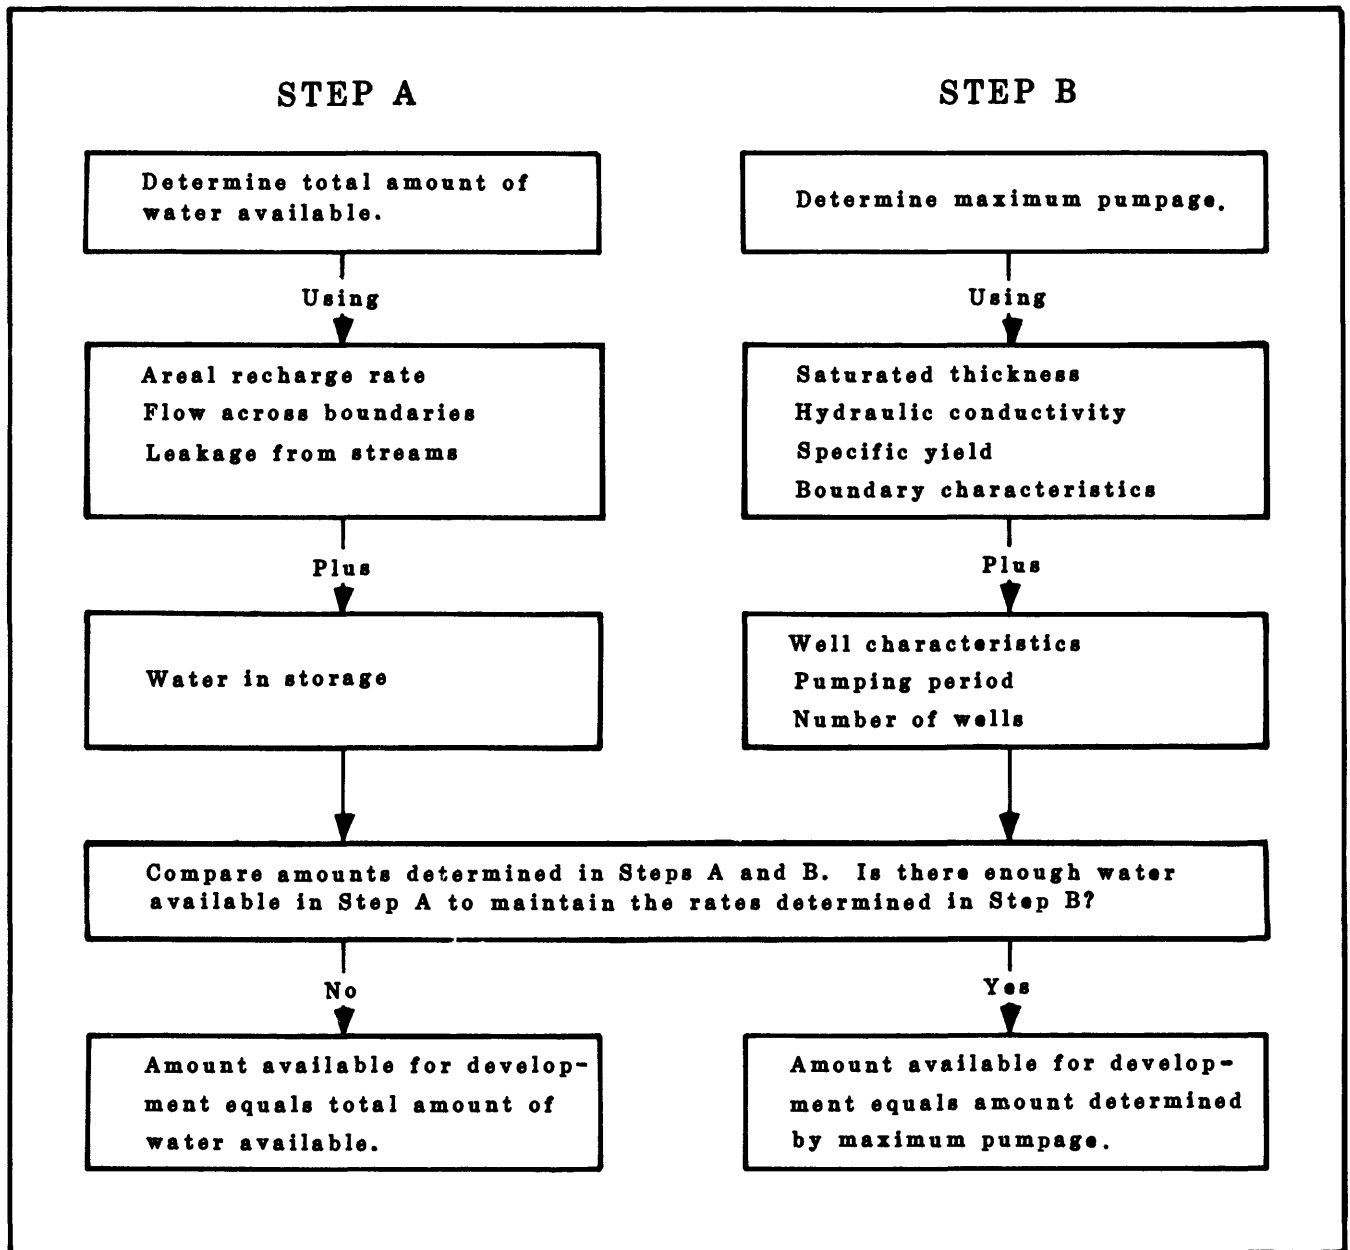 STEP A
Determine total amount of
water available.
Using
Areal recharge rate
Flow across boundaries
Leakage from streams
Plus
Water in storage
STEP B
Determine maximum pumpage.
Using
Saturated thickness
Hydraulic conductivity
Specific yield
Boundary characteristics
Plus
Well characteristics
Pumping period
Number of wells
Compare amounts determined in Steps A and B. Is there enough water
available in Step A to maintain the rates determined in Step B?
No
Amount available for develop-
ment equals total amount of
water available.
Yes
Amount available for develop-
ment equals amount determined
by maximum pumpage.